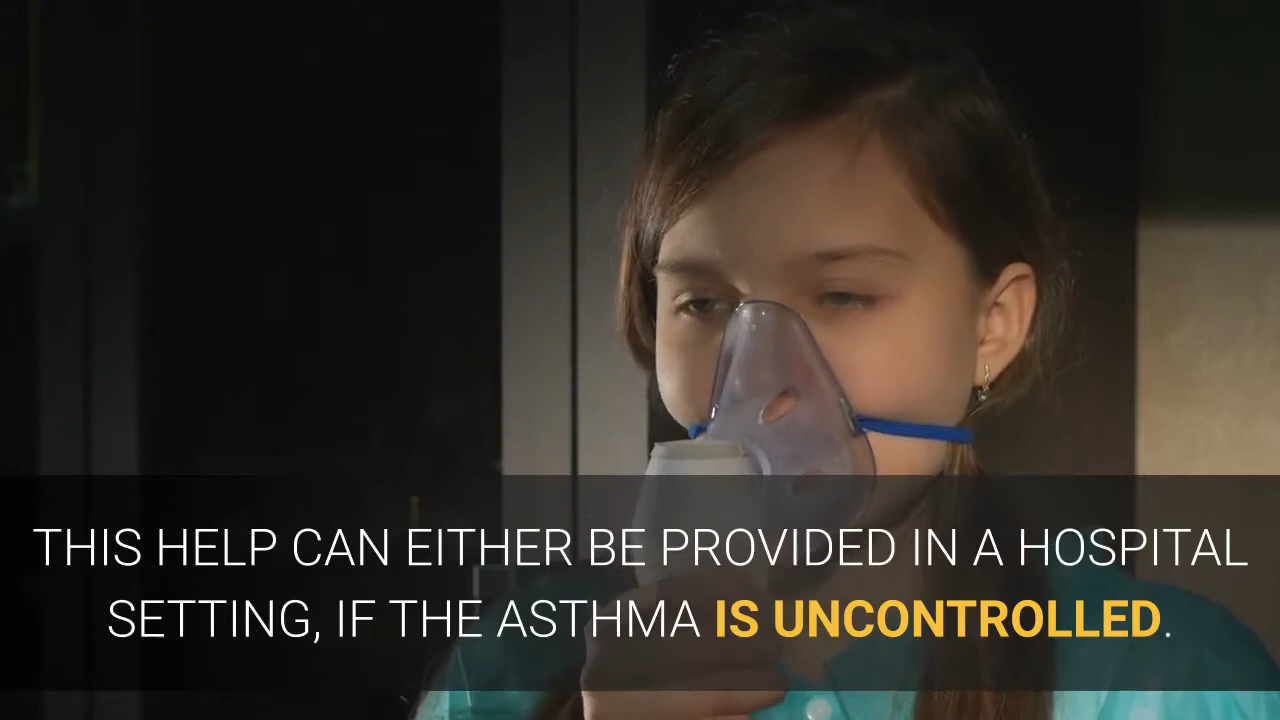 THIS HELP CAN EITHER BE PROVIDED IN A HOSPITAL
SETTING, IF THE ASTHMA IS UNCONTROLLED.